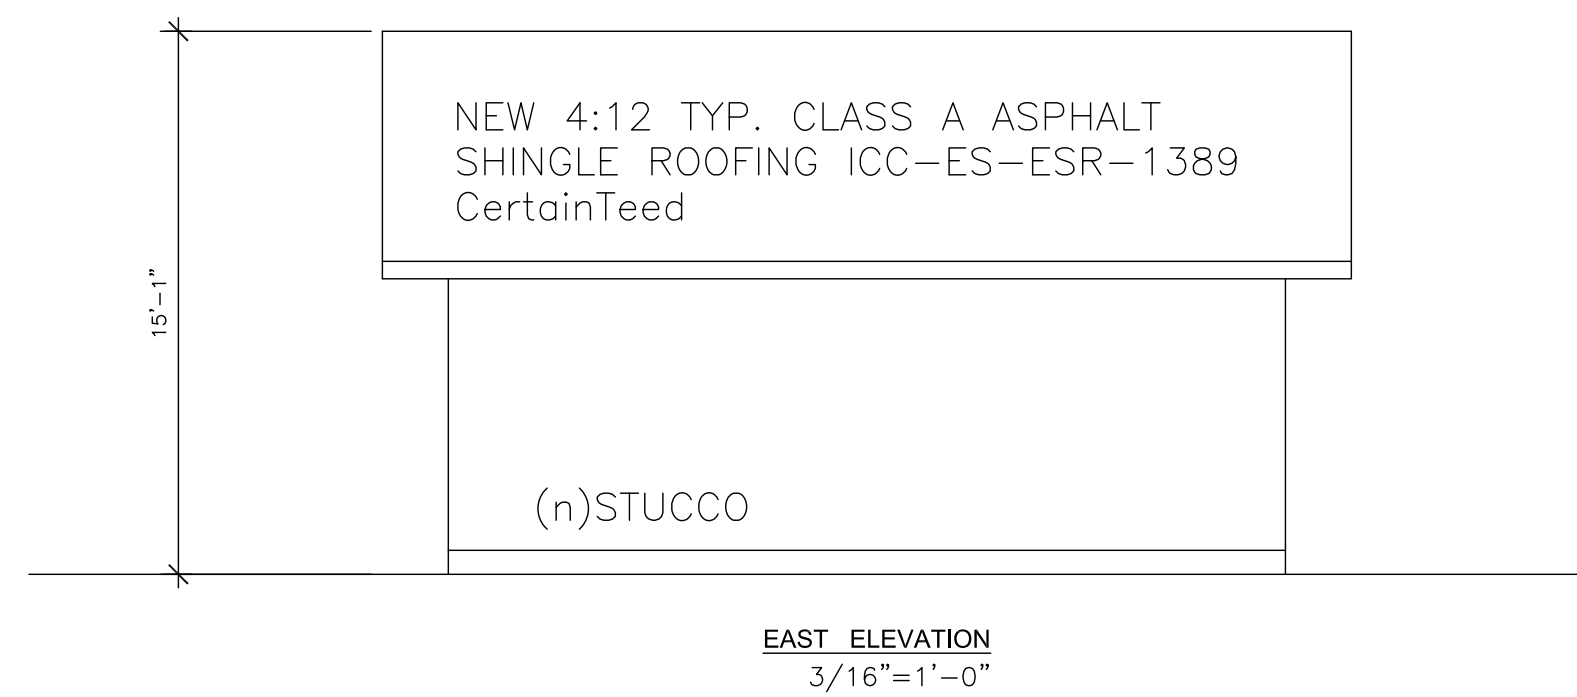 NEW 4:12 TYP. CLASS A ASPHALT
SHINGLE ROOFING ICC-ES-ESR-1389
CertainTeed
15'-1"
(n)STUCCO
EAST ELEVATION
3/16"=1'-0"